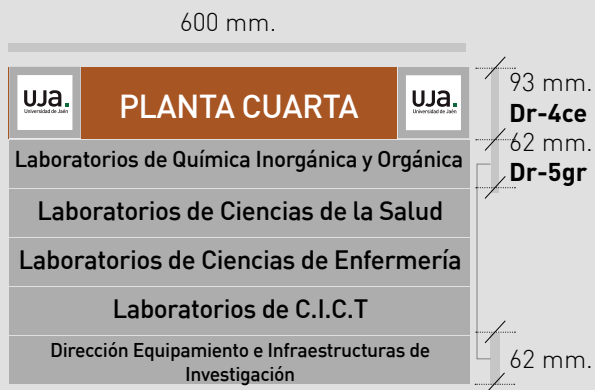 600 mm.
uja.
Universidad de Jaén
PLANTA CUARTA
uja.
Universidad de Jaén
93 mm.
Dr-4ce
62 mm.
Dr-5gr
Laboratorios de Química Inorgánica y Orgánica
Laboratorios de Ciencias de la Salud
Laboratorios de Ciencias de Enfermería
Laboratorios de C.I.C.T
Dirección Equipamiento e Infraestructuras de
Investigación
62 mm.